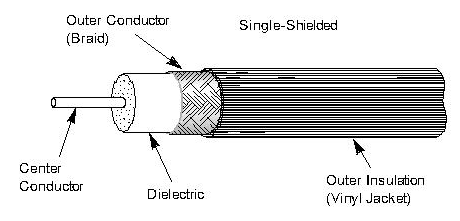 Outer Conductor
(Braid)
Single-Shielded
Center
Conductor
Dielectric
Outer Insulation
(Vinyl Jacket)